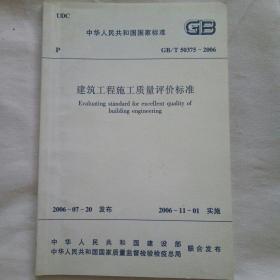 UDC
中华人民共和国国家标准
GB
P
GB/T 50375-2006
建筑工程施工质量评价标准
Evaluating standard for excellent quality of
building engineering
2006-07-20 发布 2006-11-01 实施
中华人民共和国建设部
中华人民共和国国家质量监督检验检疫总局
联合发布